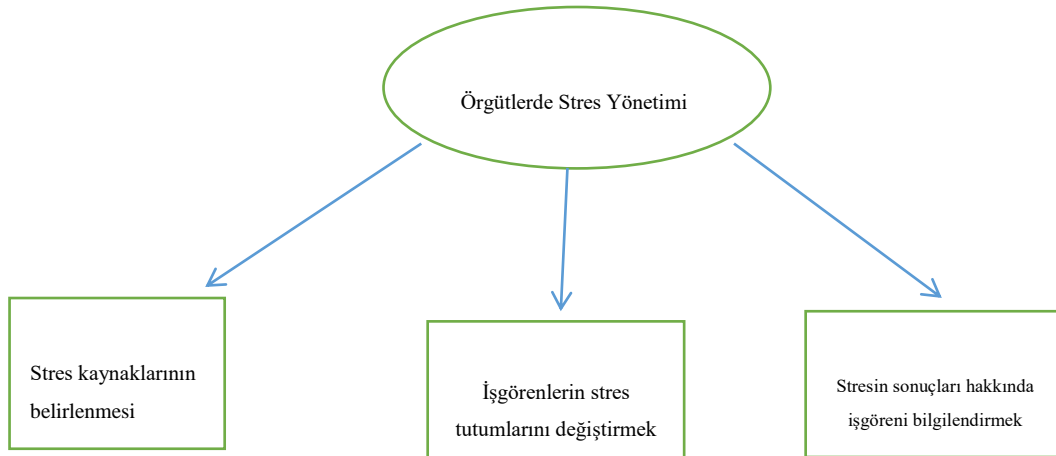 Örgütlerde Stres Yönetimi
Stres kaynaklarının
belirlenmesi
İşgörenlerin stres
tutumlarını değiştirmek
Stresin sonuçları hakkında
işgöreni bilgilendirmek